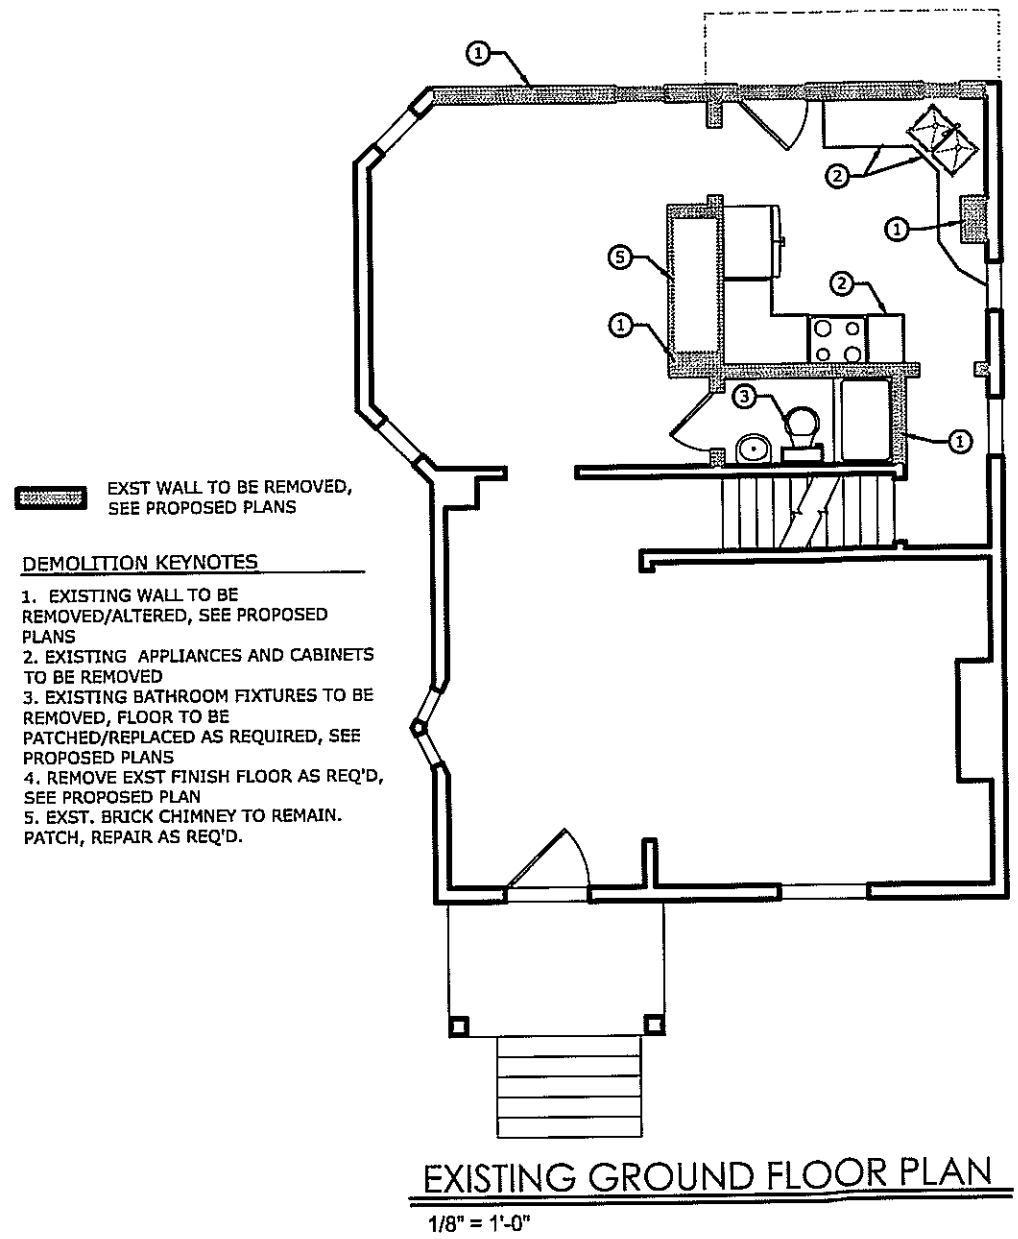 1
2
1
5
2
1
3
1
EXST WALL TO BE REMOVED,
SEE PROPOSED PLANS
DEMOLITION KEYNOTES
1. EXISTING WALL TO BE
REMOVED/ALTERED, SEE PROPOSED
PLANS
2. EXISTING APPLIANCES AND CABINETS
TO BE REMOVED
3. EXISTING BATHROOM FIXTURES TO BE
REMOVED, FLOOR TO BE
PATCHED/REPLACED AS REQUIRED, SEE
PROPOSED PLANS
4. REMOVE EXST FINISH FLOOR AS REQ'D,
SEE PROPOSED PLAN
5. EXST. BRICK CHIMNEY TO REMAIN.
PATCH, REPAIR AS REQ'D.
EXISTING GROUND FLOOR PLAN
1/8" = 1'-0"